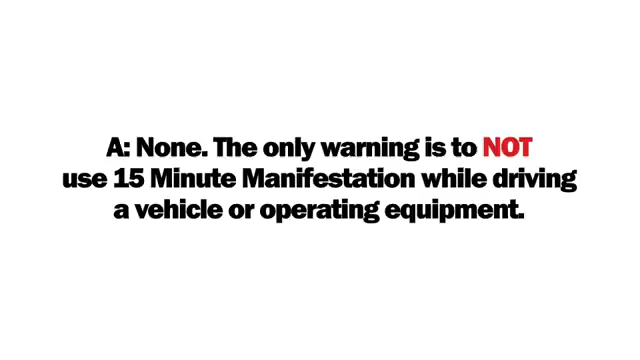 A: None. The only warning is to NOT
use 15 Minute Manifestation while driving
a vehicle or operating equipment.